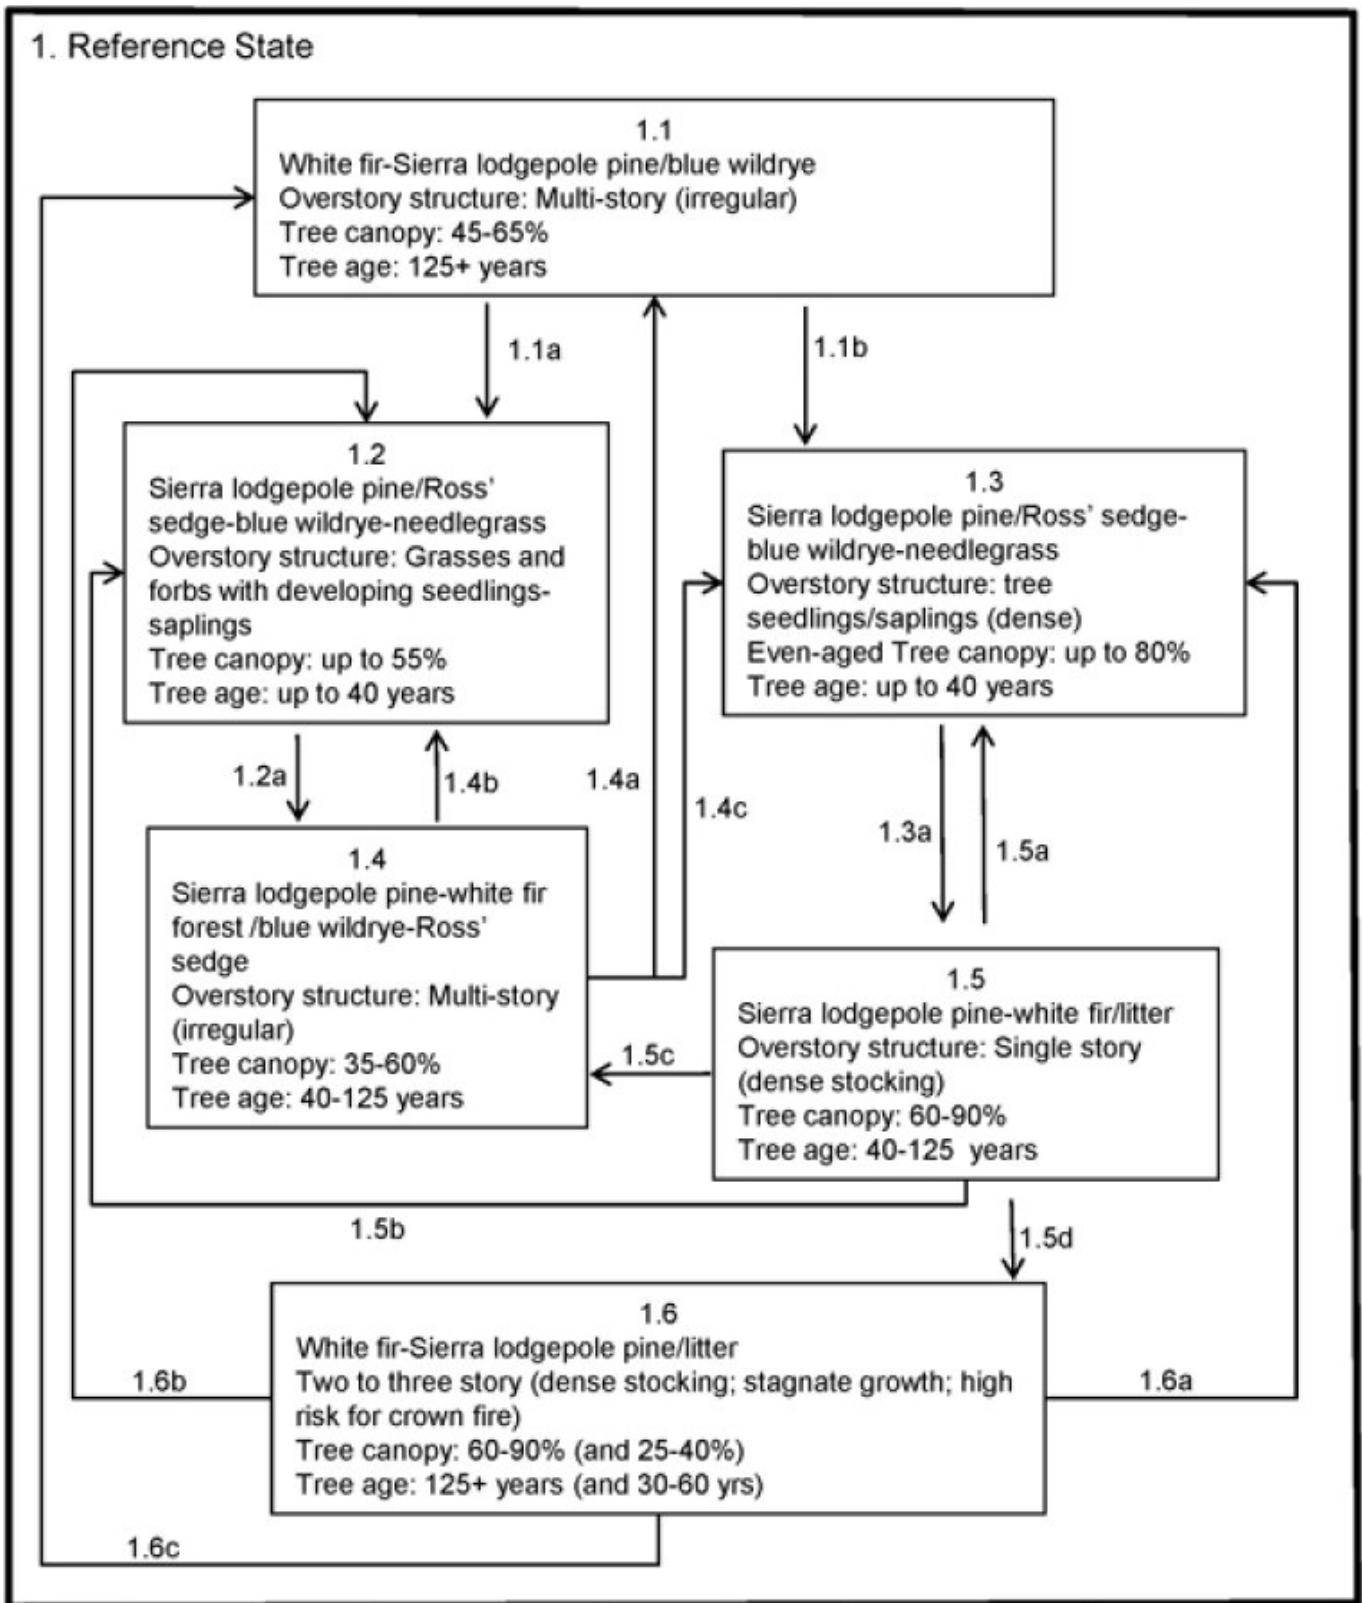 1. Reference State
1.1
White fir-Sierra lodgepole pine/blue wildrye
Overstory structure: Multi-story (irregular)
Tree canopy: 45-65%
Tree age: 125+ years
1.1a
1.1b
1.2
Sierra lodgepole pine/Ross'
sedge-blue wildrye-needlegrass
Overstory structure: Grasses and
forbs with developing seedlings-
saplings
Tree canopy: up to 55%
Tree age: up to 40 years
1.3
Sierra lodgepole pine/Ross' sedge-
blue wildrye-needlegrass
Overstory structure: tree
seedlings/saplings (dense)
Even-aged Tree canopy: up to 80%
Tree age: up to 40 years
1.2a
1.4b
1.4a
1.4c
1.3a
1.5a
1.4
Sierra lodgepole pine-white fir
forest /blue wildrye-Ross'
sedge
Overstory structure: Multi-story
(irregular)
Tree canopy: 35-60%
Tree age: 40-125 years
1.5c
1.5
Sierra lodgepole pine-white fir/litter
Overstory structure: Single story
(dense stocking)
Tree canopy: 60-90%
Tree age: 40-125 years
1.5b
1.5d
1.6
White fir-Sierra lodgepole pine/litter
Two to three story (dense stocking; stagnate growth; high
risk for crown fire)
Tree canopy: 60-90% (and 25-40%)
Tree age: 125+ years (and 30-60 yrs)
1.6b
1.6a
1.6c